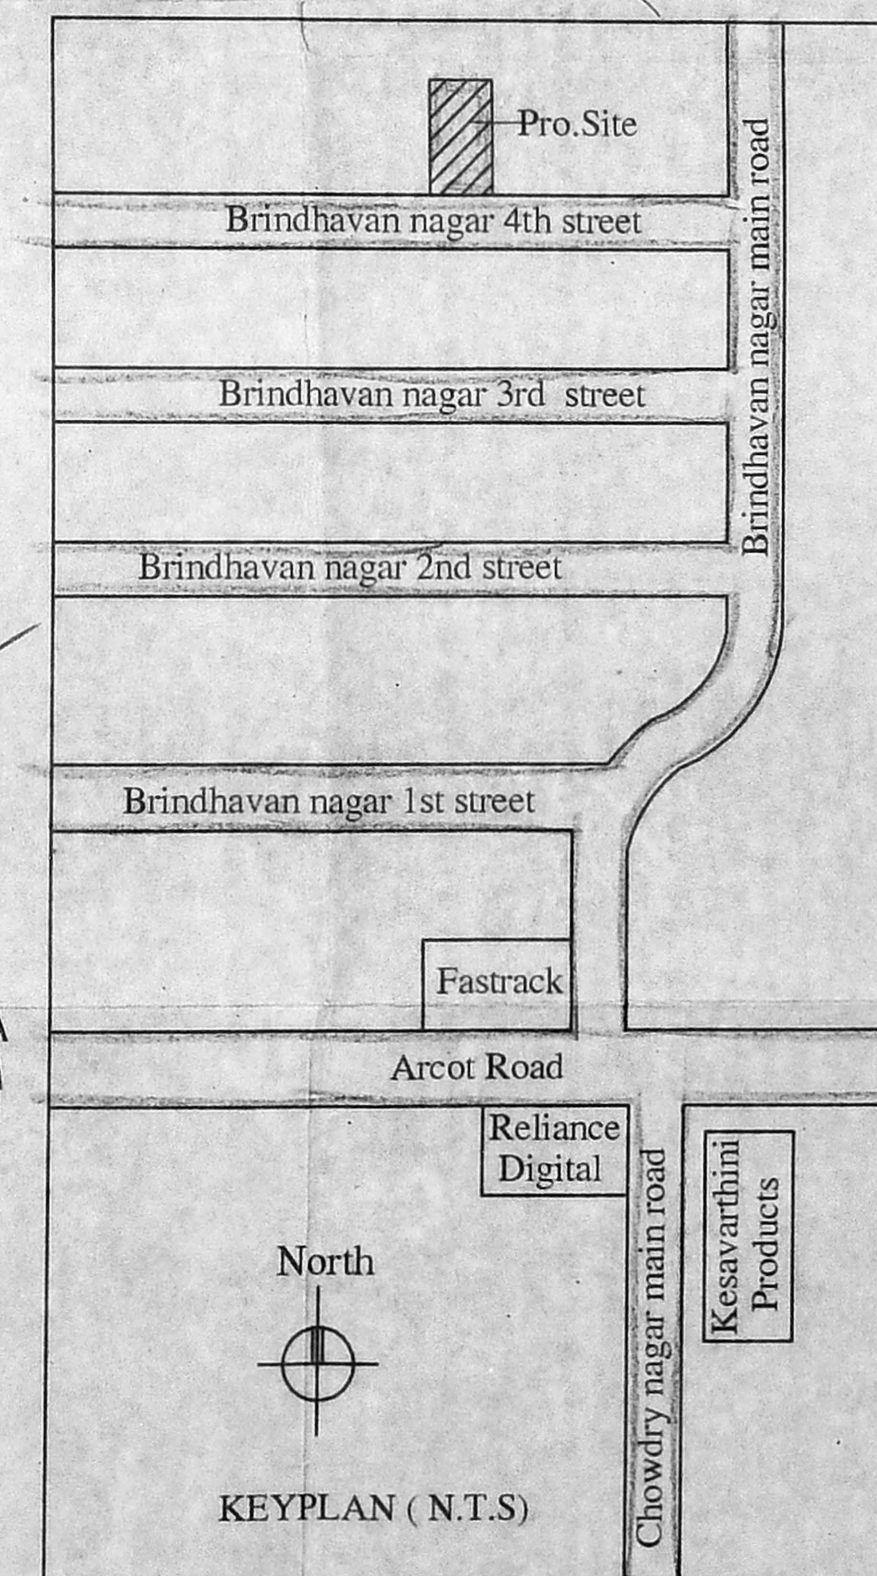 Pro.Site
Brindhavan nagar 4th street
Brindhavan nagar main road
Brindhavan nagar 3rd street
Brindhavan nagar 2nd street
Brindhavan nagar 1st street
Fastrack
Arcot Road
Reliance
Digital
Chowdry nagar main road
Kesavarthini
Products
North
KEYPLAN ( N.T.S)